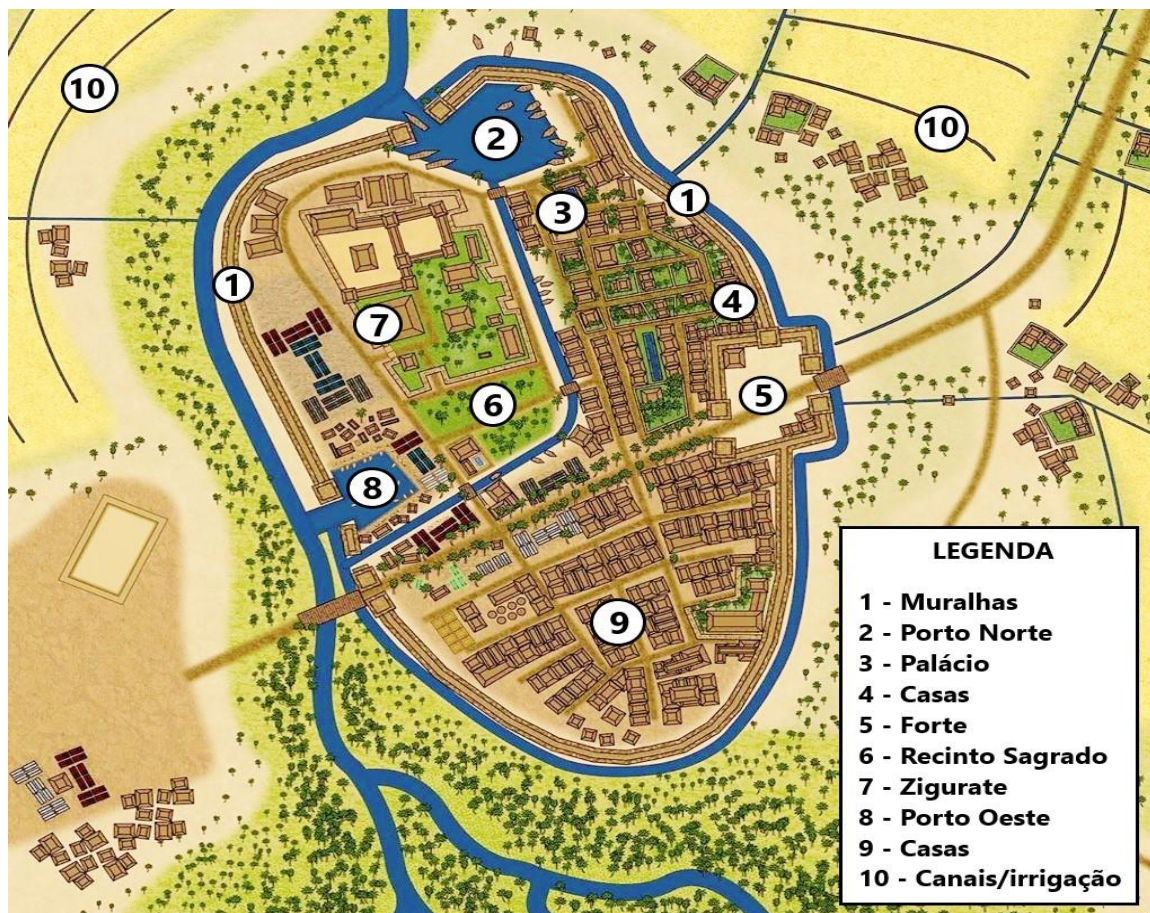 10
2
10
3
1
1
4
7
5
6
8
9
LEGENDA
1 - Muralhas
2 - Porto Norte
3 - Palácio
4 - Casas
5 - Forte
6 - Recinto Sagrado
7 - Zigurate
8 - Porto Oeste
9 - Casas
10 - Canais/irrigação